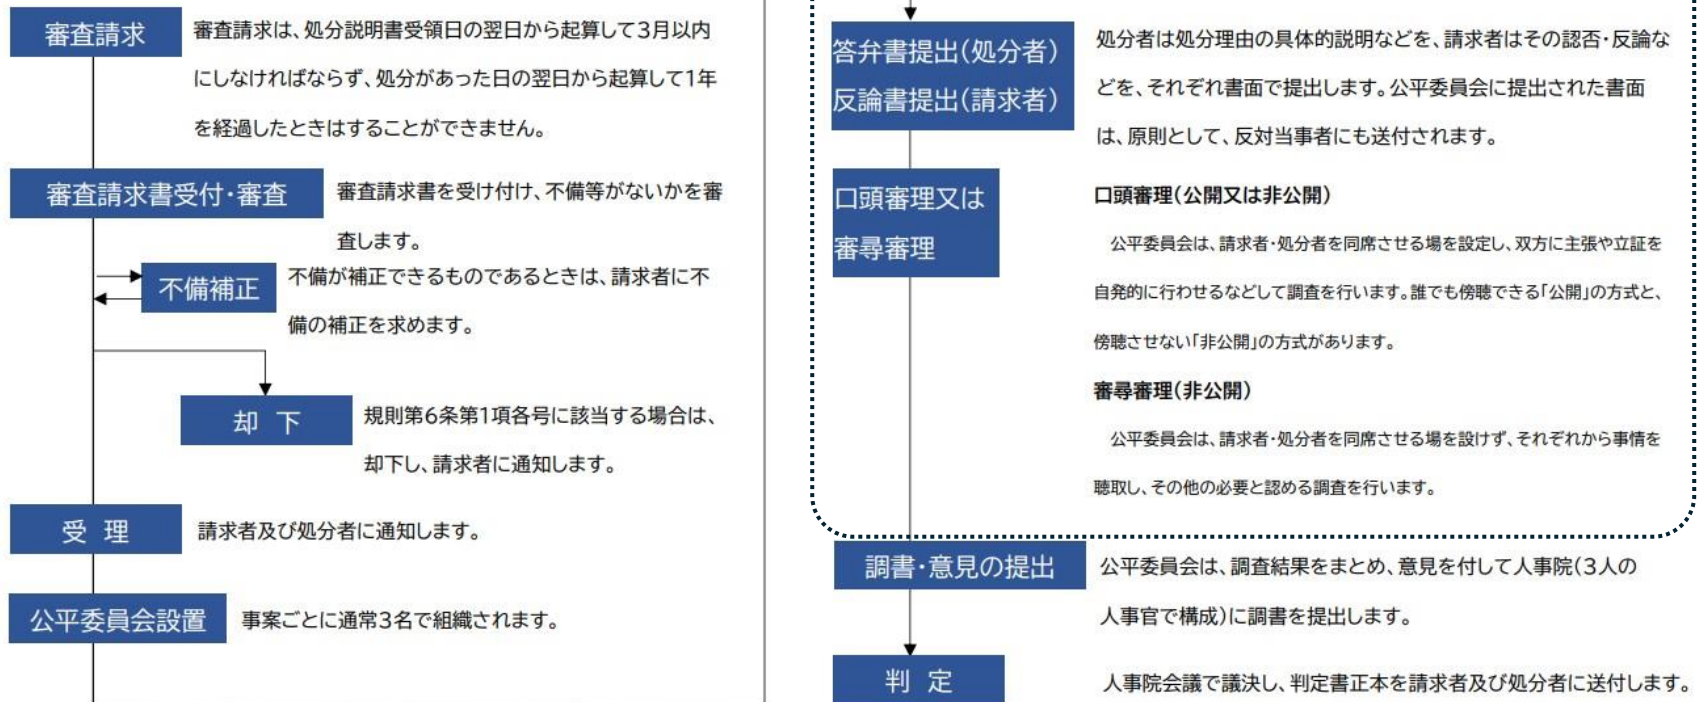 審査請求
審査請求は、処分説明書受領日の翌日から起算して3月以内
にしなければならず、処分があった日の翌日から起算して1年
を経過したときはすることができません。
審査請求書受付・審査
審査請求書を受け付け、不備等がないかを審
査します。
不備補正
不備が補正できるものであるときは、請求者に不
備の補正を求めます。
却 下
規則第6条第1項各号に該当する場合は、
却下し、請求者に通知します。
受 理
請求者及び処分者に通知します。
公平委員会設置
事案ごとに通常3名で組織されます。
答弁書提出(処分者)
反論書提出(請求者)
処分者は処分理由の具体的説明などを、請求者はその認否・反論な
どを、それぞれ書面で提出します。公平委員会に提出された書面
は、原則として、反対当事者にも送付されます。
口頭審理又は
審尋審理
口頭審理(公開又は非公開)
公平委員会は、請求者・処分者を同席させる場を設定し、双方に主張や立証を
自発的に行わせるなどして調査を行います。誰でも傍聴できる「公開」の方式と、
傍聴させない「非公開」の方式があります。
審尋審理(非公開)
公平委員会は、請求者・処分者を同席させる場を設けず、それぞれから事情を
聴取し、その他の必要と認める調査を行います。
調書・意見の提出
公平委員会は、調査結果をまとめ、意見を付して人事院(3人の
人事官で構成)に調書を提出します。
判 定
人事院会議で議決し、判定書正本を請求者及び処分者に送付します。